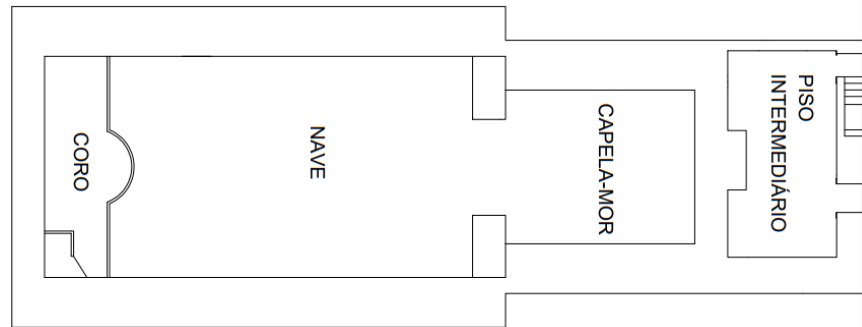 CORO
NAVE
CAPELA-MOR
PISO
INTERMEDIÁRIO